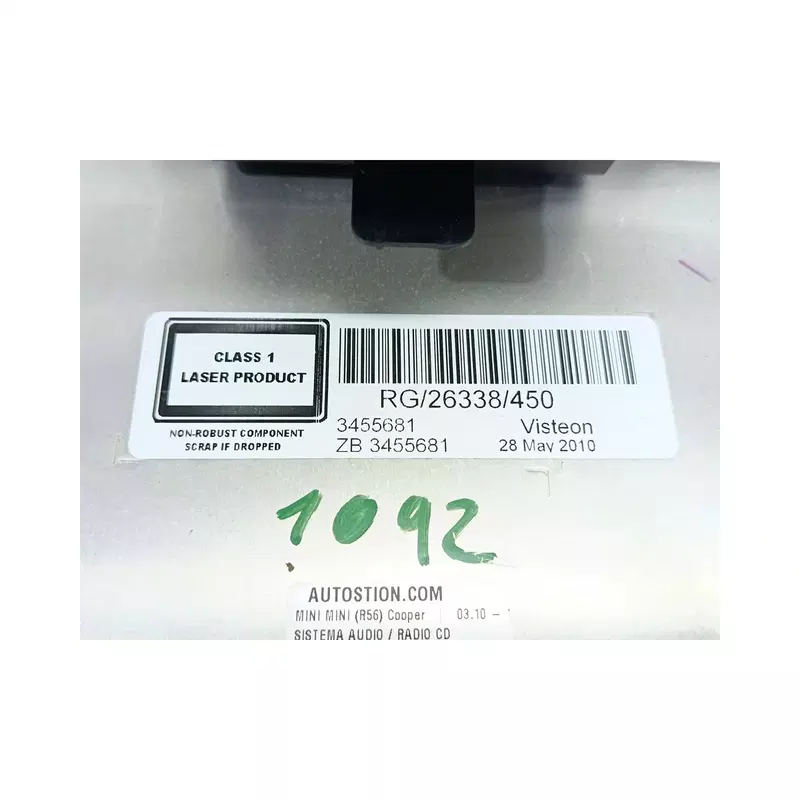 CLASS 1
LASER PRODUCT
NON-ROBUST COMPONENT
SCRAP IF DROPPED
RG/26338/450
3455681 Visteon
ZB 3455681 28 May 2010
1092
AUTOSTION.COM
MINI MINI (R56) Cooper | 03.10 -
SISTEMA AUDIO / RADIO CD